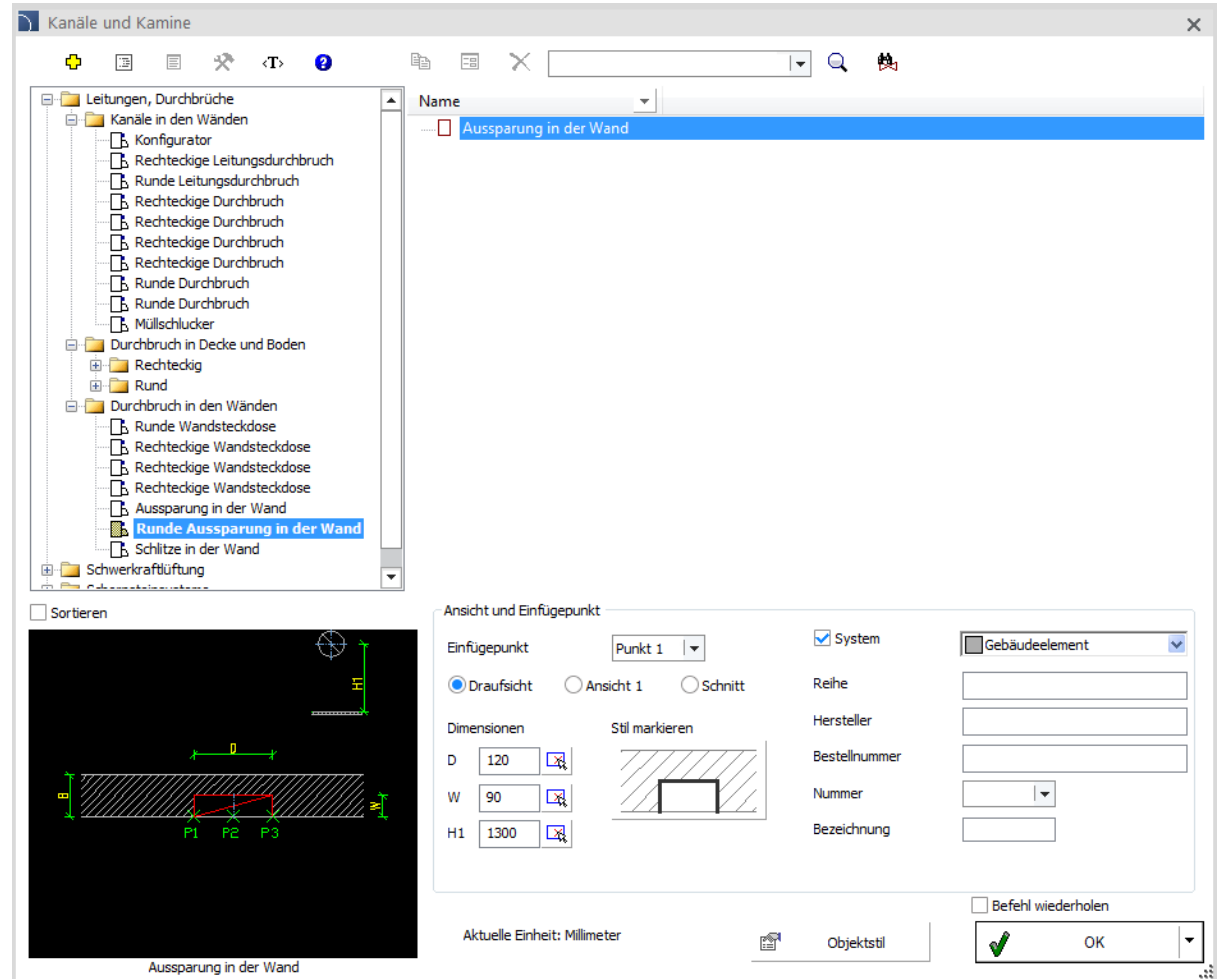 Kanäle und Kamine
<T>
?
Leitungen, Durchbrüche
Kanäle in den Wänden
Konfigurator
Rechteckige Leitungsdurchbruch
Runde Leitungsdurchbruch
Rechteckige Durchbruch
Rechteckige Durchbruch
Rechteckige Durchbruch
Rechteckige Durchbruch
Runde Durchbruch
Runde Durchbruch
Müllschlucker
Durchbruch in Decke und Boden
Rechteckig
Rund
Durchbruch in den Wänden
Runde Wandsteckdose
Rechteckige Wandsteckdose
Rechteckige Wandsteckdose
Rechteckige Wandsteckdose
Aussparung in der Wand
Runde Aussparung in der Wand
Schlitze in der Wand
Schwerkraftlüftung
Name
Aussparung in der Wand
Sortieren
H1
D
B
W
P1 P2 P3
Aussparung in der Wand
Ansicht und Einfügepunkt
Einfügepunkt Punkt 1
Draufsicht Ansicht 1 Schnitt
Dimensionen Stil markieren
D 120
W 90
H1 1300
System Gebäudeelement
Reihe
Hersteller
Bestellnummer
Nummer
Bezeichnung
Befehl wiederholen
Aktuelle Einheit: Millimeter
Objektstil
OK